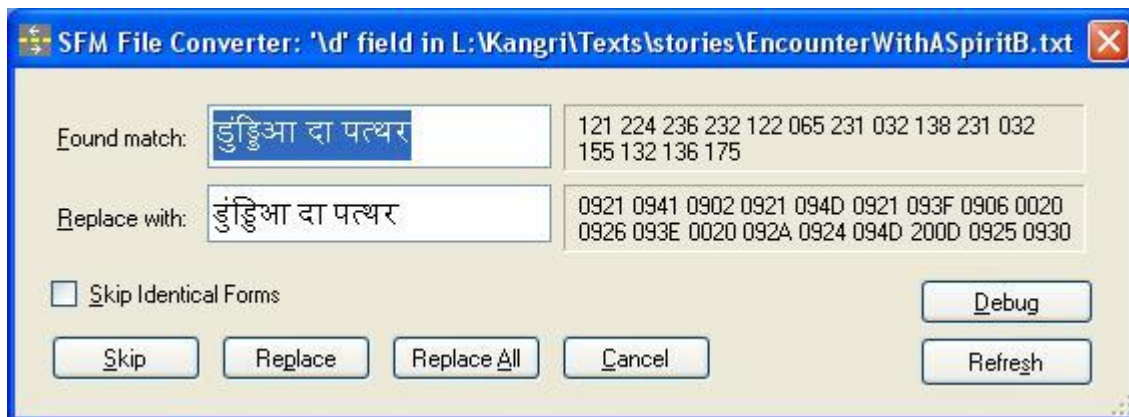 SFM File Converter: '\d' field in L:\Kangri\Texts\stories\EncounterWithASpiritB.txt
Found match:
डुंड्डिआ दा पत्थर
121 224 236 232 122 065 231 032 138 231 032
155 132 136 175
Replace with:
डुंड्डिआ दा पत्‍थर
0921 0941 0902 0921 094D 0921 093F 0906 0020
0926 093E 0020 092A 0924 094D 200D 0925 0930
Skip Identical Forms
Debug
Skip
Replace
Replace All
Cancel
Refresh